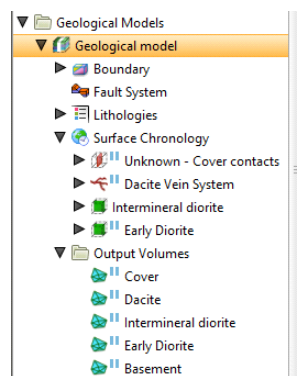 Geological Models
Geological model
Boundary
Fault System
Lithologies
Surface Chronology
Unknown - Cover contacts
Dacite Vein System
Intermineral diorite
Early Diorite
Output Volumes
Cover
Dacite
Intermineral diorite
Early Diorite
Basement